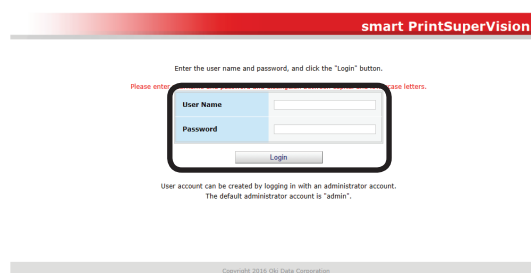 smart PrintSuperVision
Enter the user name and password, and click the "Login" button.
Please enter case letters.
User Name
Password
Login
User account can be created by logging in with an administrator account.
The default administrator account is "admin".
Copyright 2016 Oki Data Corporation